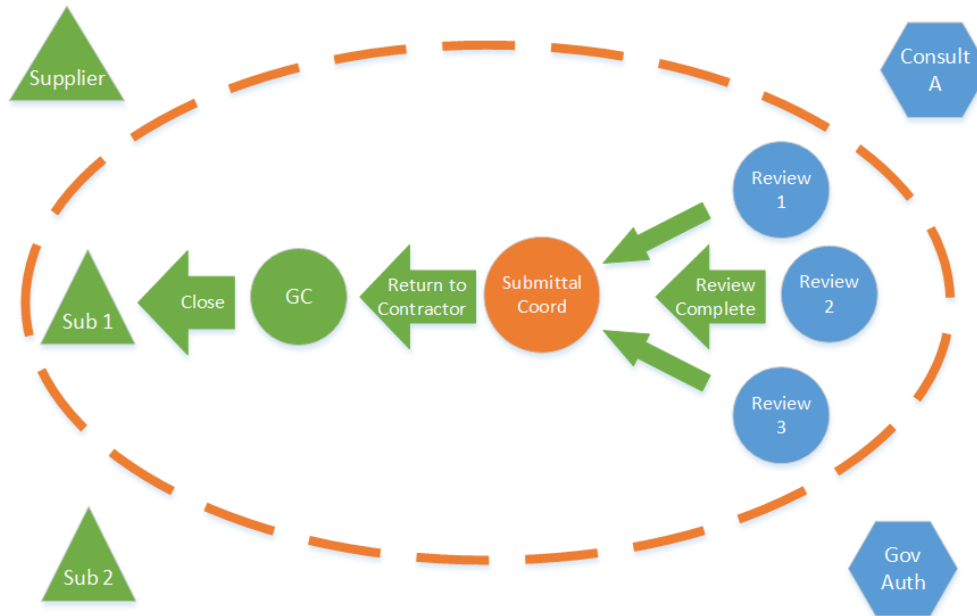 Supplier
Consult
A
Review
1
Sub 1
Close
GC
Return to
Contractor
Submittal
Coord
Review
Complete
Review
2
Review
3
Sub 2
Gov
Auth